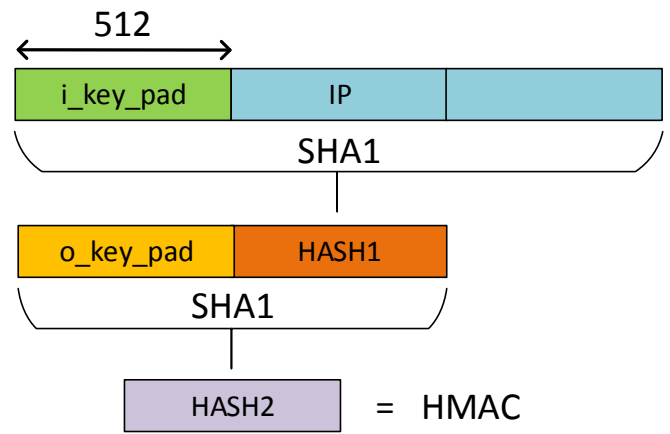 512
i_key_pad IP
SHA1
o_key_pad HASH1
SHA1
HASH2 = HMAC